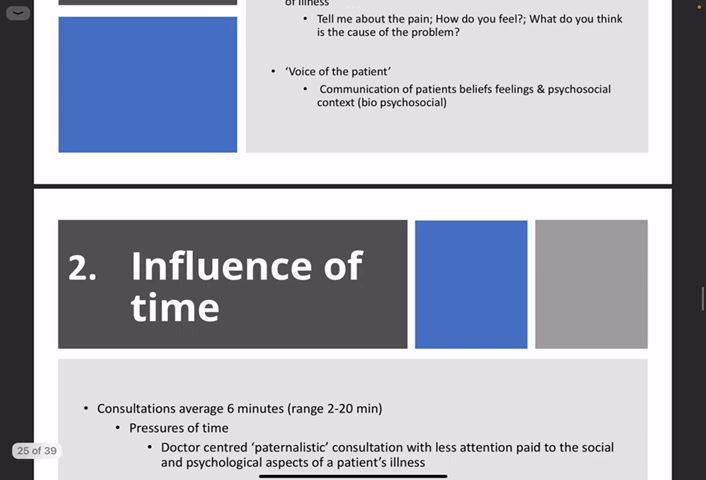 of illness
• Tell me about the pain; How do you feel?; What do you think
is the cause of the problem?
• ‘Voice of the patient’
• Communication of patients beliefs feelings & psychosocial
context (bio psychosocial)
2. Influence of
time
• Consultations average 6 minutes (range 2-20 min)
• Pressures of time
• Doctor centred ‘paternalistic’ consultation with less attention paid to the social
and psychological aspects of a patient’s illness
25 of 39